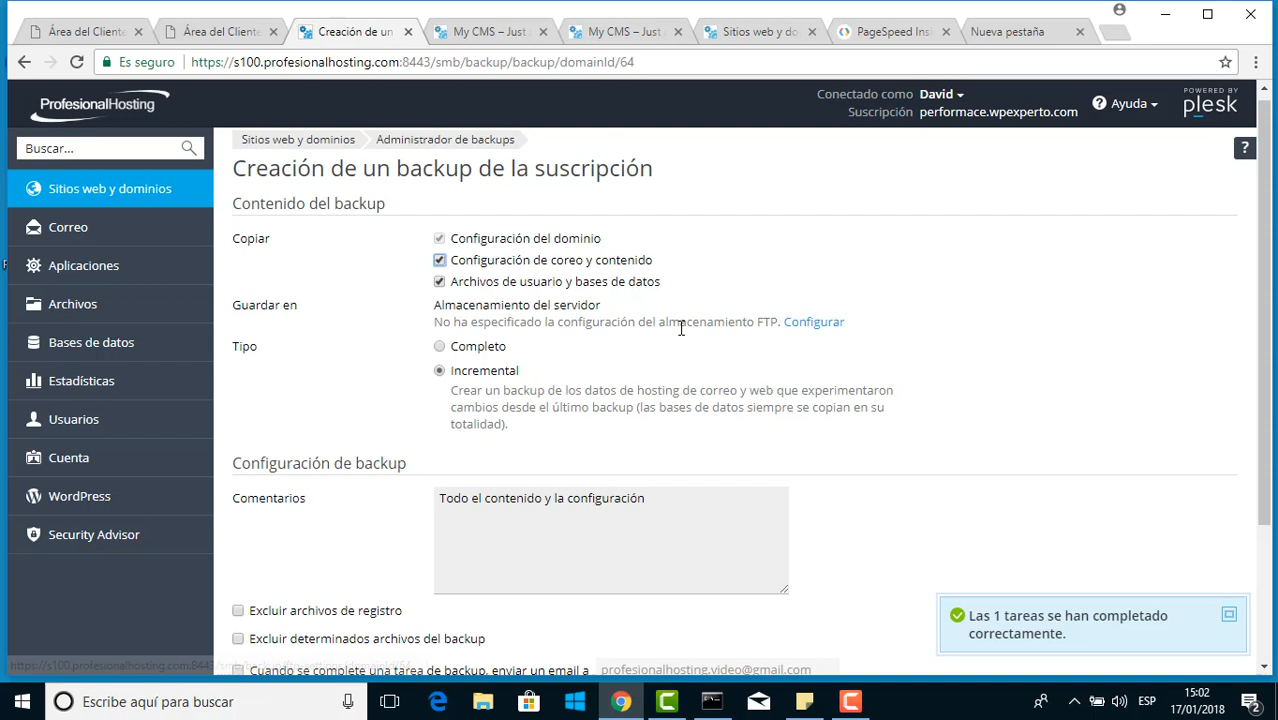 Área del Cliente
Área del Cliente
Creación de un
My CMS – Just
My CMS – Just
Sitios web y do
PageSpeed Insi
Nueva pestaña
Es seguro
https://s100.profesionalhosting.com:8443/smb/backup/backup/domainId/64
ProfesionalHosting
Conectado como David
Suscripción performace.wpexperto.com
Ayuda
POWERED BY
plesk
Buscar...
Sitios web y dominios
Correo
Aplicaciones
Archivos
Bases de datos
Estadísticas
Usuarios
Cuenta
WordPress
Security Advisor
Sitios web y dominios
Administrador de backups
?
Creación de un backup de la suscripción
Contenido del backup
Copiar
Configuración del dominio
Configuración de coreo y contenido
Archivos de usuario y bases de datos
Guardar en
Almacenamiento del servidor
No ha especificado la configuración del almacenamiento FTP. Configurar
Tipo
Completo
Incremental
Crear un backup de los datos de hosting de correo y web que experimentaron
cambios desde el último backup (las bases de datos siempre se copian en su
totalidad).
Configuración de backup
Comentarios
Todo el contenido y la configuración
Excluir archivos de registro
Excluir determinados archivos del backup
Cuando se complete una tarea de backup, enviar un email a
profesionalhosting.video@gmail.com
Las 1 tareas se han completado
correctamente.
Escribe aquí para buscar
ESP
15:02
17/01/2018
2